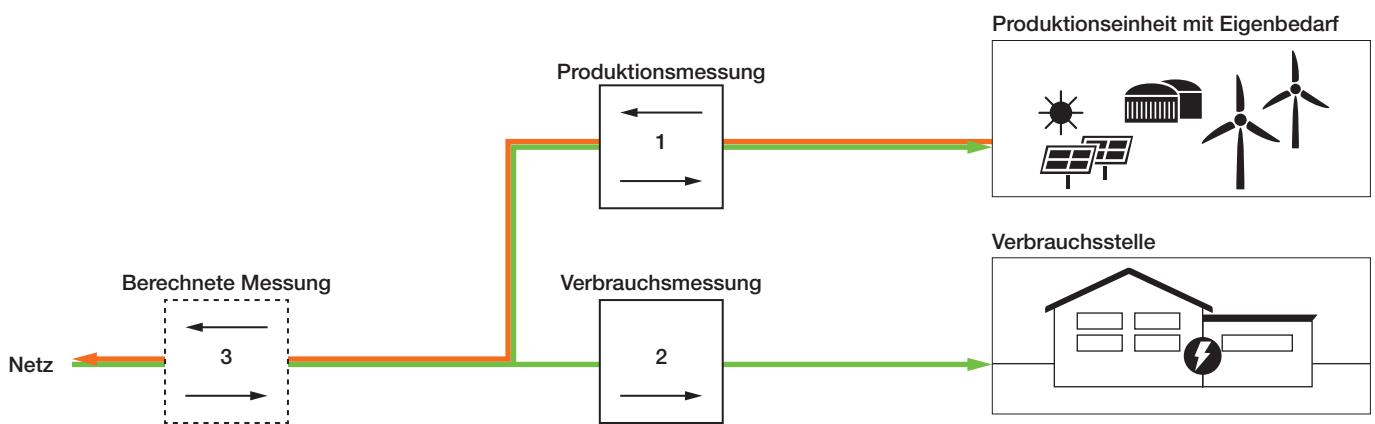 Produktionseinheit mit Eigenbedarf
Produktionsmessung
1
Verbrauchsstelle
Berechnete Messung
Verbrauchsmessung
Netz
3
2